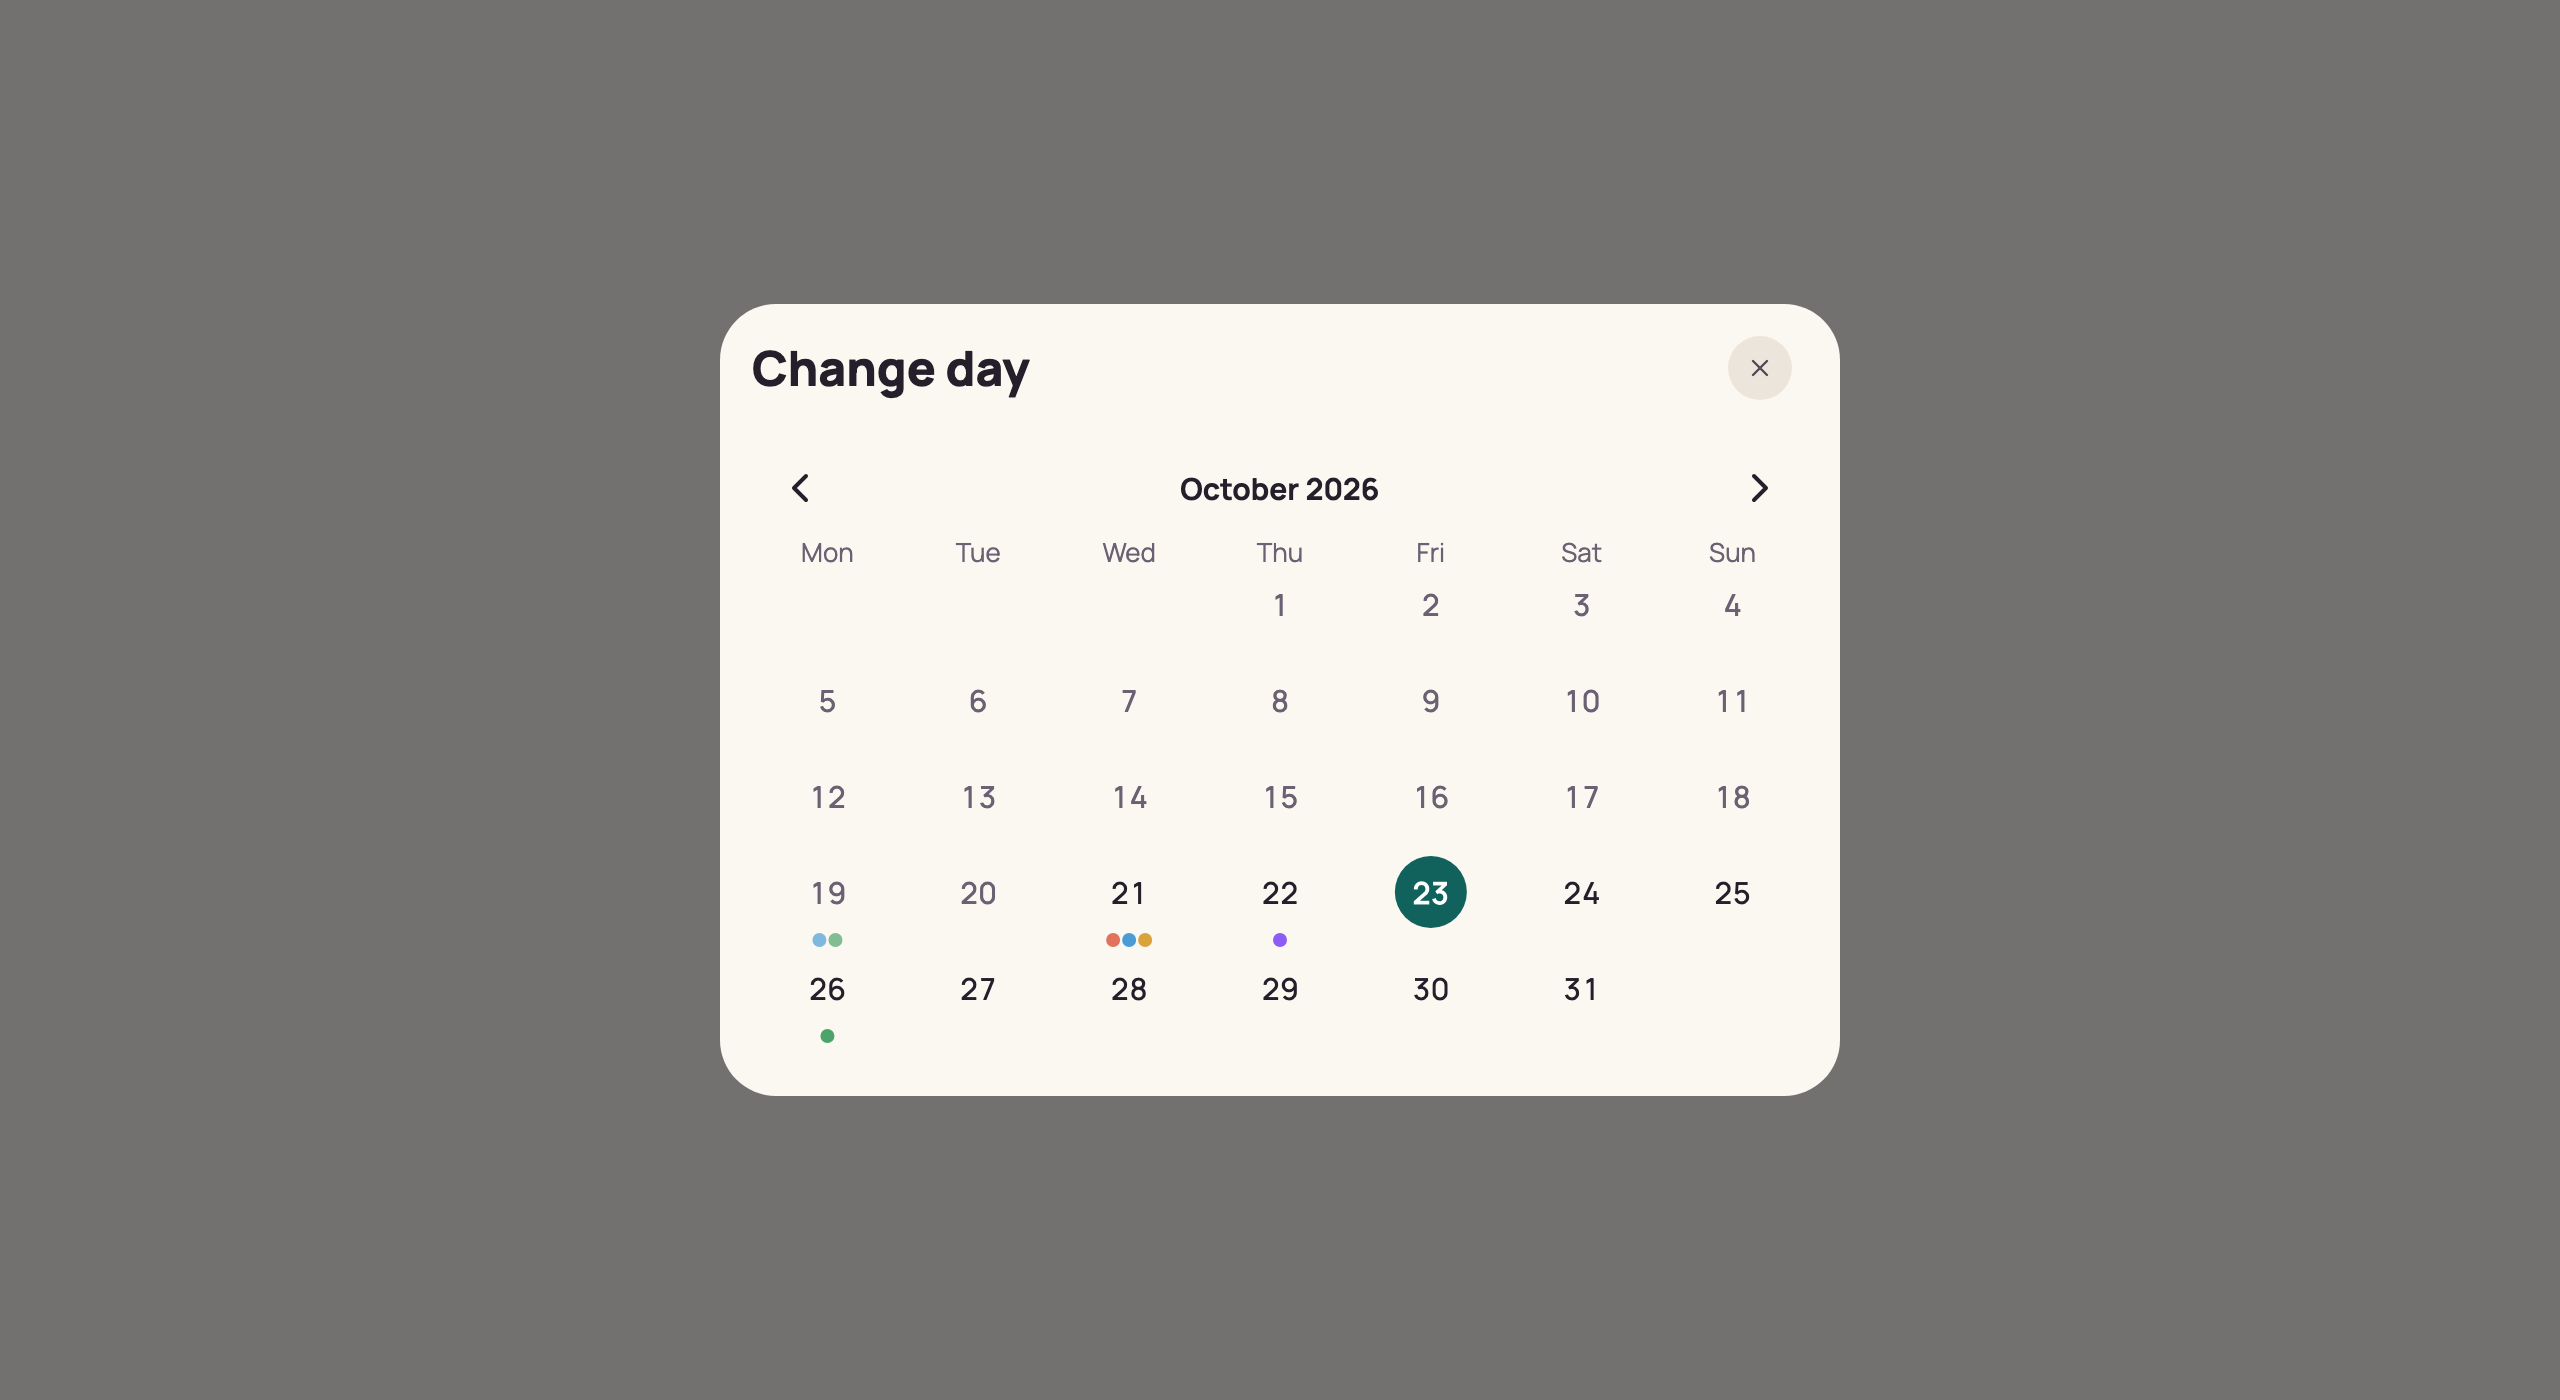 Change day
October 2026
Mon Tue Wed Thu Fri Sat Sun
1 2 3 4
5 6 7 8 9 10 11
12 13 14 15 16 17 18
19 20 21 22 23 24 25
26 27 28 29 30 31